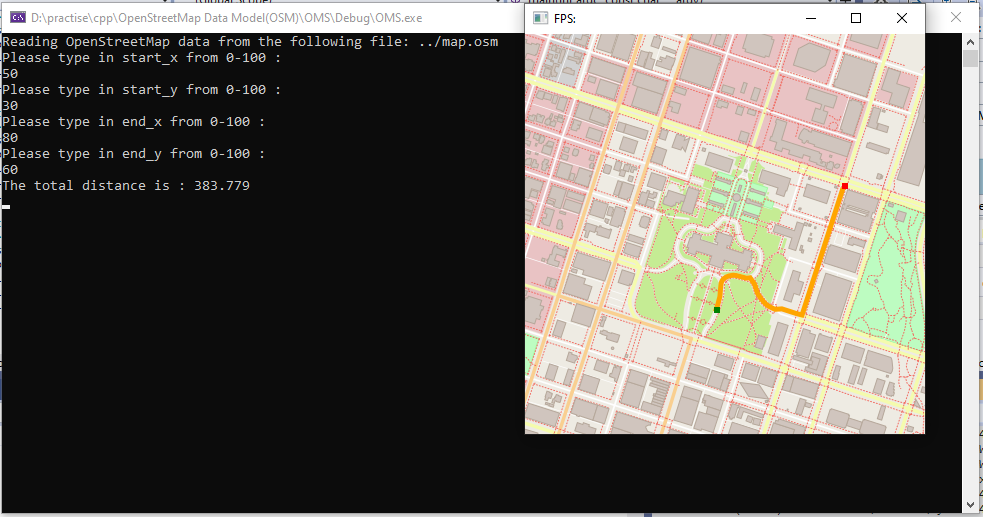 D:\practise\cpp\OpenStreetMap Data Model(OSM)\OMS\Debug\OMS.exe
FPS:
Reading OpenStreetMap data from the following file: ../map.osm
Please type in start_x from 0-100 :
50
Please type in start_y from 0-100 :
30
Please type in end_x from 0-100 :
80
Please type in end_y from 0-100 :
60
The total distance is : 383.779